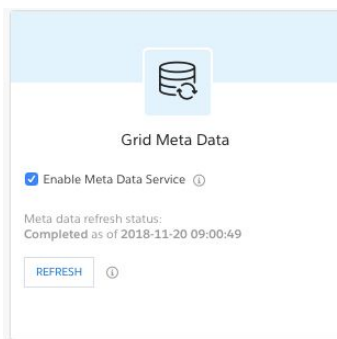 Grid Meta Data
Enable Meta Data Service
Meta data refresh status:
Completed as of 2018-11-20 09:00:49
REFRESH